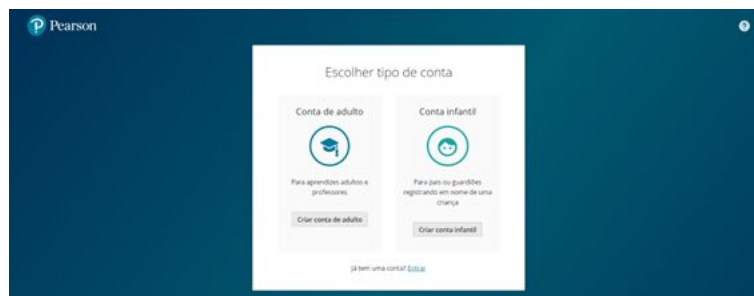 Pearson
Escolher tipo de conta
Conta de adulto
Para aprendizes adultos e
professores
Criar conta de adulto
Conta infantil
Para pais ou guardiões
registrando em nome de uma
criança
Criar conta infantil
Já tem uma conta? Entrar